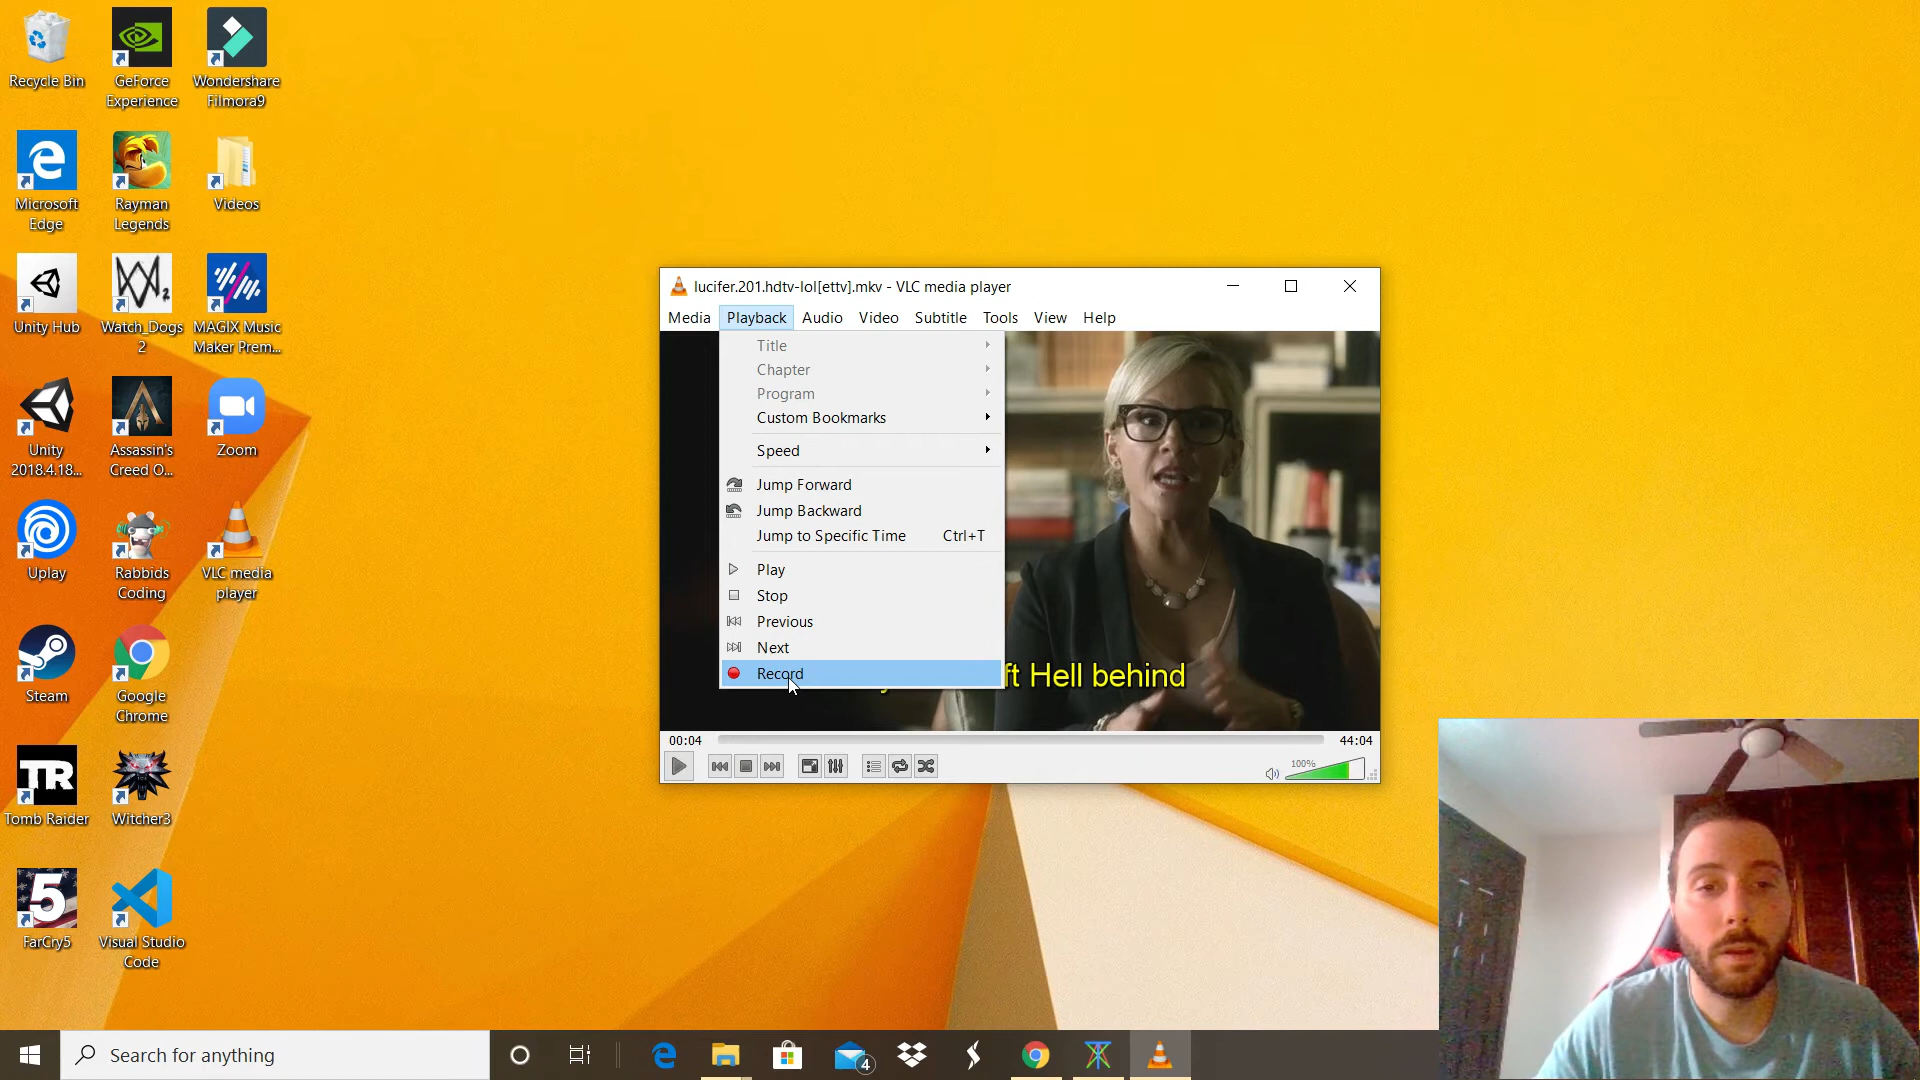 Recycle Bin
GeForce
Experience
Wondershare
Filmora9
Microsoft
Edge
Rayman
Legends
Videos
Unity Hub
Watch_Dogs
2
MAGIX Music
Maker Prem...
Unity
2018.4.18...
Assassin's
Creed O...
Zoom
Uplay
Rabbids
Coding
VLC media
player
Steam
Google
Chrome
TR
Tomb Raider
Witcher3
5
FarCry5
Visual Studio
Code
lucifer.201.hdtv-lol[ettv].mkv - VLC media player
Media Playback Audio Video Subtitle Tools View Help
Title
Chapter
Program
Custom Bookmarks
Speed
Jump Forward
Jump Backward
Jump to Specific Time Ctrl+T
Play
Stop
Previous
Next
Record
ft Hell behind
00:04 44:04
100%
Search for anything
4